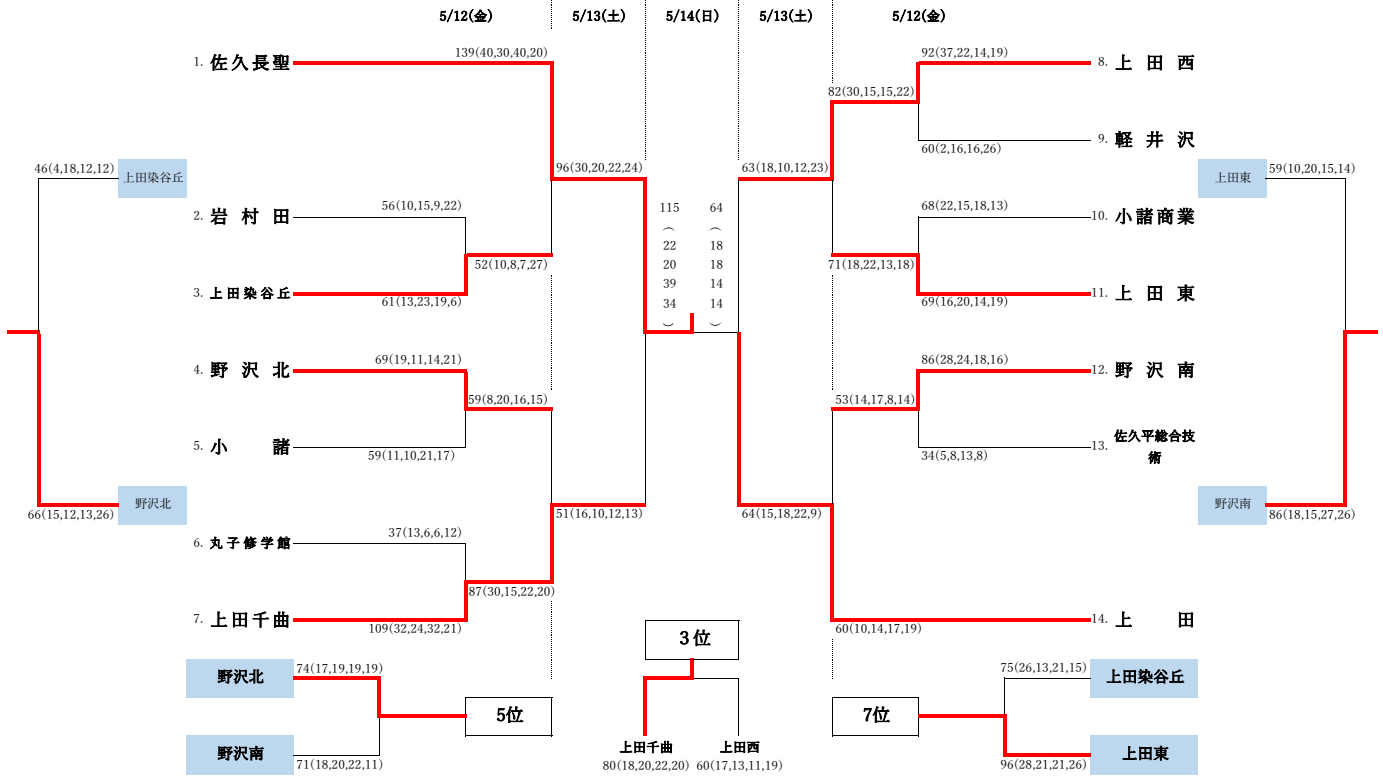 5/12(金) 5/13(土) 5/14(日) 5/13(土) 5/12(金)
1. 佐久長聖 139(40,30,40,20)
46(4,18,12,12) 上田染谷丘
2. 岩村田 56(10,15,9,22)
52(10,8,7,27)
3. 上田染谷丘 61(13,23,19,6)
96(30,20,22,24)
4. 野沢北 69(19,11,14,21)
59(8,20,16,15)
5. 小諸 59(11,10,21,17)
66(15,12,13,26) 野沢北
6. 丸子修学館 37(13,6,6,12)
87(30,15,22,20)
7. 上田千曲 109(32,24,32,21)
51(16,10,12,13)
115 64
( (
22 18
20 18
39 14
34 14
) )
92(37,22,14,19) 8. 上田西
82(30,15,15,22)
60(2,16,16,26) 9. 軽井沢
63(18,10,12,23)
上田東 59(10,20,15,14)
68(22,15,18,13) 10. 小諸商業
71(18,22,13,18)
69(16,20,14,19) 11. 上田東
86(28,24,18,16) 12. 野沢南
53(14,17,8,14)
34(5,8,13,8) 13. 佐久平総合技
術
64(15,18,22,9)
野沢南 86(18,15,27,26)
60(10,14,17,19) 14. 上田
野沢北 74(17,19,19,19)
5位
野沢南 71(18,20,22,11)
3位
上田千曲 上田西
80(18,20,22,20) 60(17,13,11,19)
7位
75(26,13,21,15) 上田染谷丘
96(28,21,21,26) 上田東